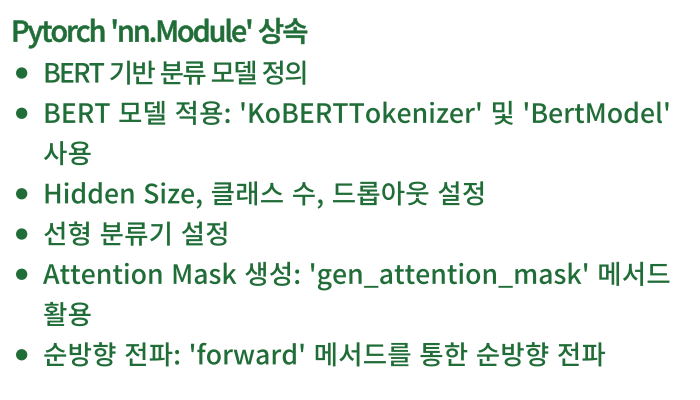 Pytorch 'nn.Module' 상속
• BERT 기반 분류 모델 정의
• BERT 모델 적용: 'KoBERTTokenizer' 및 'BertModel'
사용
• Hidden Size, 클래스 수, 드롭아웃 설정
• 선형 분류기 설정
• Attention Mask 생성: 'gen_attention_mask' 메서드
활용
• 순방향 전파: 'forward' 메서드를 통한 순방향 전파